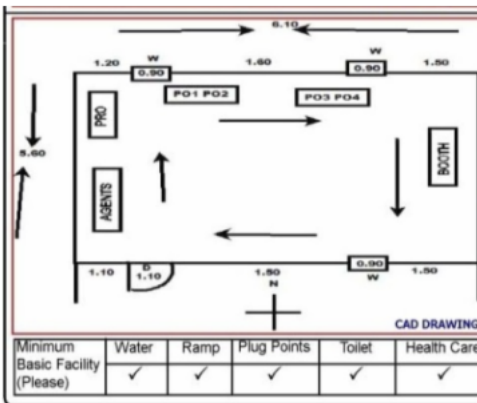 6.10
W W
1.20 0.90 1.60 0.90 1.50
PO1 PO2 PO3 PO4
PRO
5.60
BOOTH
AGENTS
1.10 D 1.10 1.50 0.90 1.50
N W
CAD DRAWING
Minimum Basic Facility (Please) Water Ramp Plug Points Toilet Health Care
✓ ✓ ✓ ✓ ✓